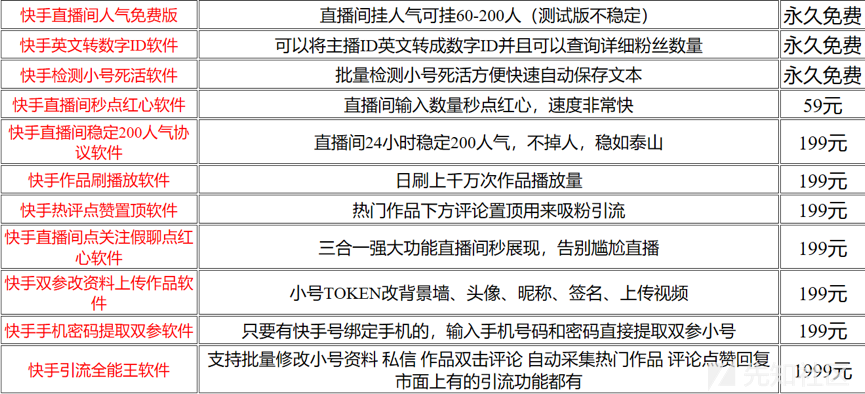 快手直播间人气免费版 直播间挂人气可挂60-200人（测试版不稳定） 永久免费
快手英文转数字ID软件 可以将主播ID英文转成数字ID并且可以查询详细粉丝数量 永久免费
快手检测小号死活软件 批量检测小号死活方便快速自动保存文本 永久免费
快手直播间秒点红心软件 直播间输入数量秒点红心，速度非常快 59元
快手直播间稳定200人气协
议软件 直播间24小时稳定200人气，不掉人，稳如泰山 199元
快手作品刷播放软件 日刷上千万次作品播放量 199元
快手热评点赞置顶软件 热门作品下方评论置顶用来吸粉引流 199元
快手直播间点关注假聊点红
心软件 三合一强大功能直播间秒展现，告别尴尬直播 199元
快手双参改资料上传作品软
件 小号TOKEN改背景墙、头像、昵称、签名、上传视频 199元
快手手机密码提取双参软件 只要有快手号绑定手机的，输入手机号码和密码直接提取双参小号 199元
快手引流全能王软件 支持批量修改小号资料 私信 作品双击评论 自动采集热门作品 评论点赞回复
市面上有的引流功能都有 1999元
先知社区